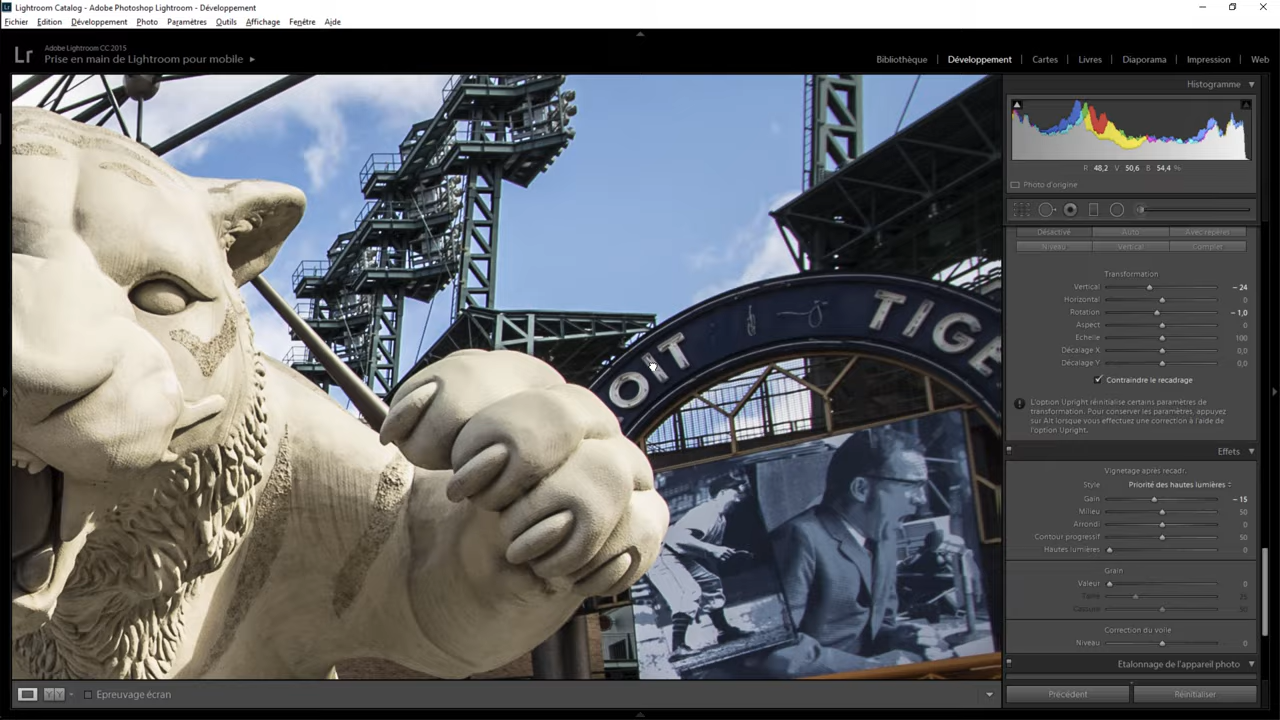 Lightroom Catalog - Adobe Photoshop Lightroom - Développement
Fichier Edition Développement Photo Paramètres Outils Affichage Fenêtre Aide
Lr
Adobe Lightroom CC 2015
Prise en main de Lightroom pour mobile
Bibliothèque | Développement | Cartes | Livres | Diaporama | Impression | Web
OIT TIGE
Histogramme
R 48,2 V 50,6 B 54,4 %
Photo d'origine
Désactivé Auto Avec repères
Niveau Vertical Complet
Transformation
Vertical - 24
Horizontal 0
Rotation - 1,0
Aspect 0
Echelle 100
Décalage X 0,0
Décalage Y 0,0
Contraindre le recadrage
L'option Upright réinitialise certains paramètres de
transformation. Pour conserver les paramètres, appuyez
sur Alt lorsque vous effectuez une correction à l'aide de
l'option Upright.
Effets
Vignetage après recadr.
Style Priorité des hautes lumières
Gain - 15
Milieu 50
Arrondi 0
Contour progressif 50
Hautes lumières 0
Grain
Valeur 0
Taille 25
Cassure 50
Correction du voile
Niveau 0
Etalonnage de l'appareil photo
Epreuvage écran
Précédent Réinitialiser